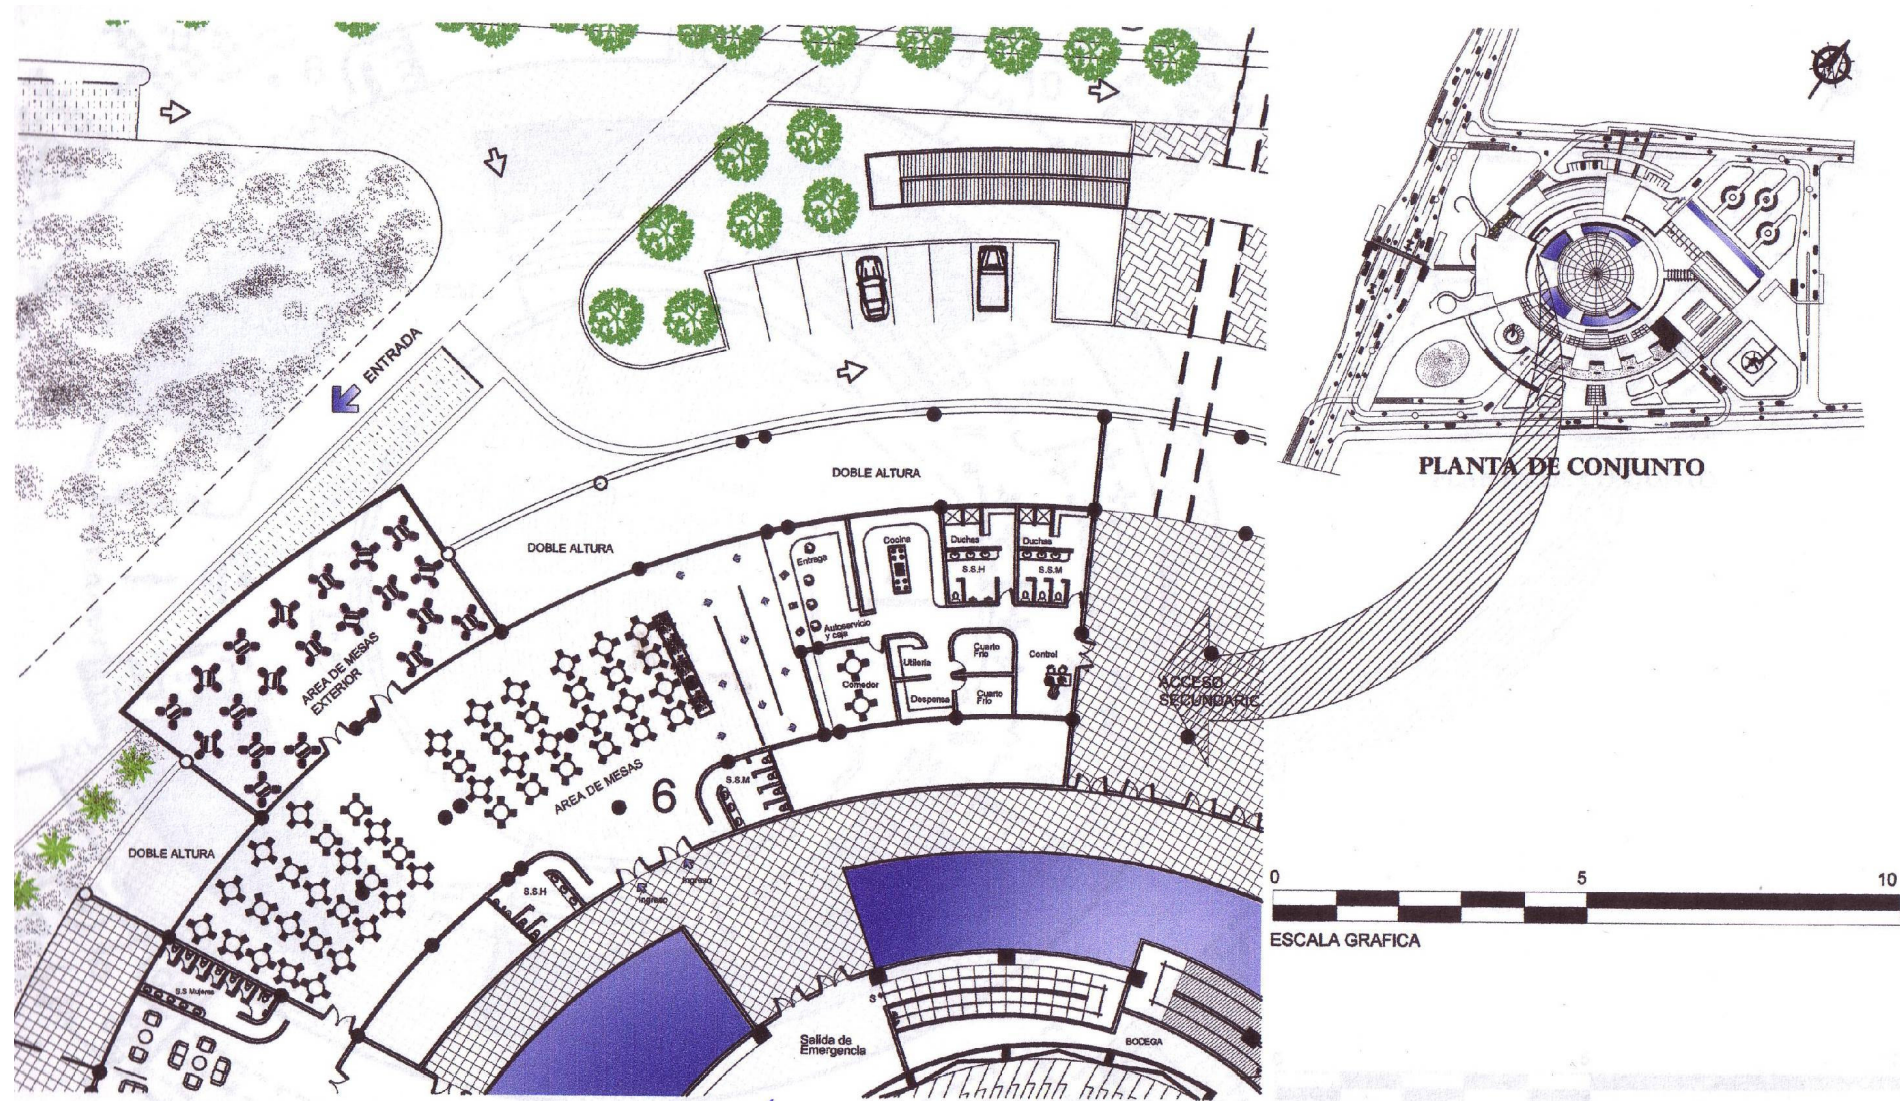 ENTRADA
PLANTA DE CONJUNTO
DOBLE ALTURA
DOBLE ALTURA
Duchas
Duchas
Cocina
Entrega
S.S.H
S.S.M
Autoservicio
y caja
Utileria
Cuarto
Frio
Control
Comedor
Despensa
Cuarto
Frio
AREA DE MESAS
EXTERIOR
ACCESO
SECUNDARIO
AREA DE MESAS
6
S.S.M
DOBLE ALTURA
S.S.H
Ingreso
Ingreso
0 5 10
ESCALA GRAFICA
S.S Mujeres
S
Salida de
Emergencia
BODEGA